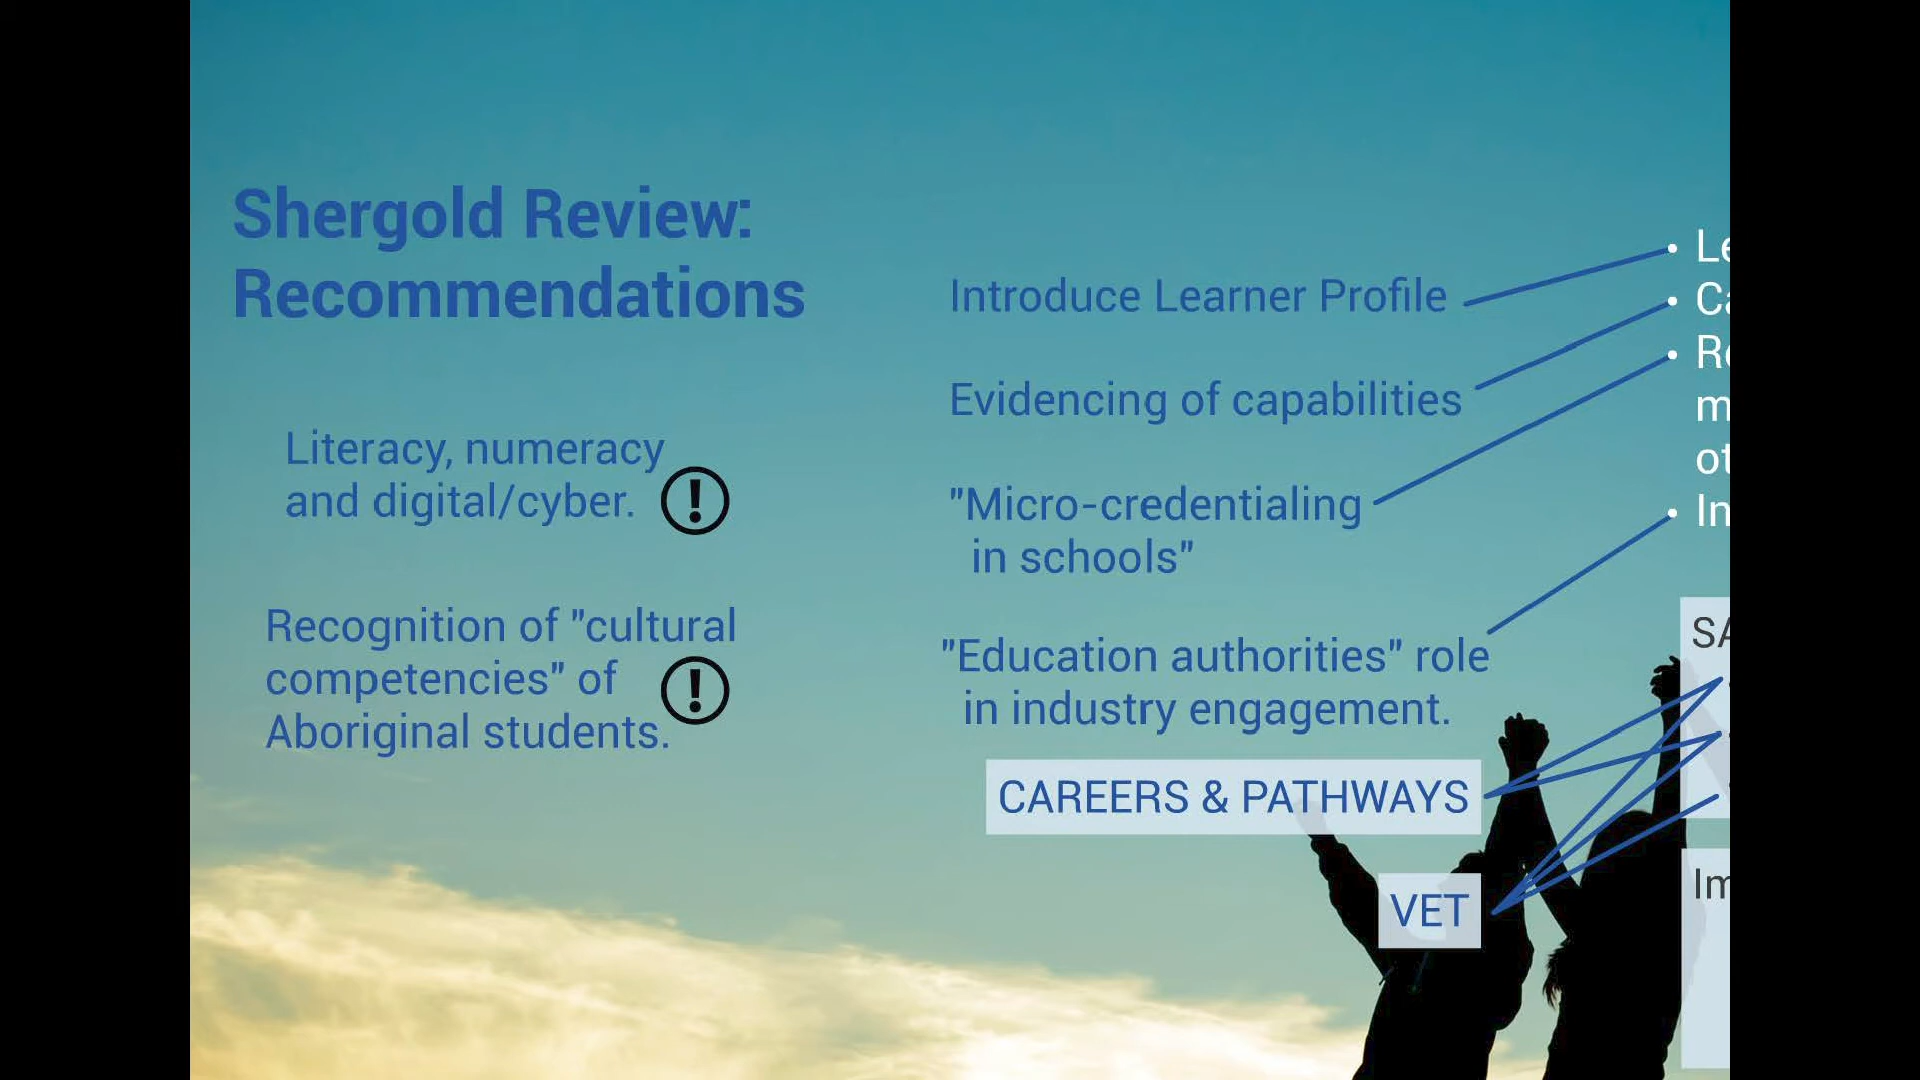 Shergold Review:
Recommendations
Literacy, numeracy
and digital/cyber.
Recognition of "cultural
competencies" of
Aboriginal students.
Introduce Learner Profile
Evidencing of capabilities
"Micro-credentialing
in schools"
"Education authorities" role
in industry engagement.
CAREERS & PATHWAYS
VET